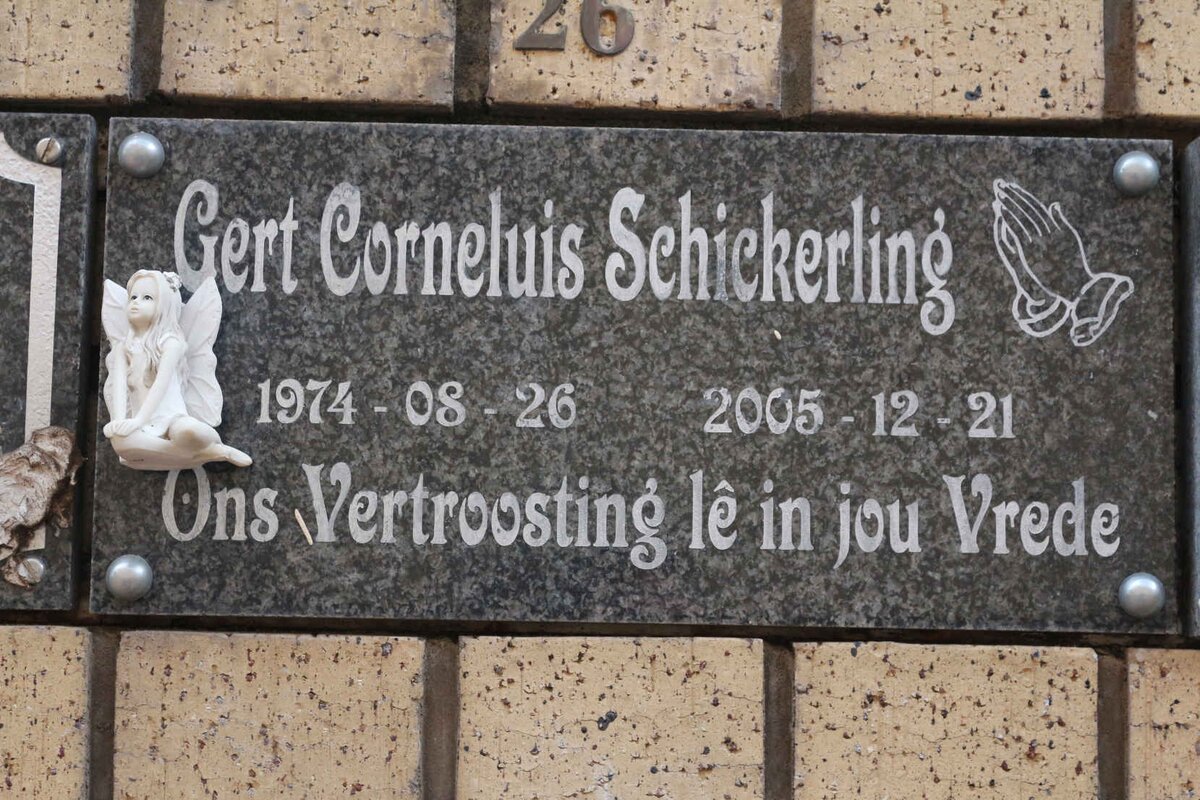 26
Gert Corneluis Schickerling
1974 - 08 - 26 2005 - 12 - 21
Ons Vertroosting lê in jou Vrede